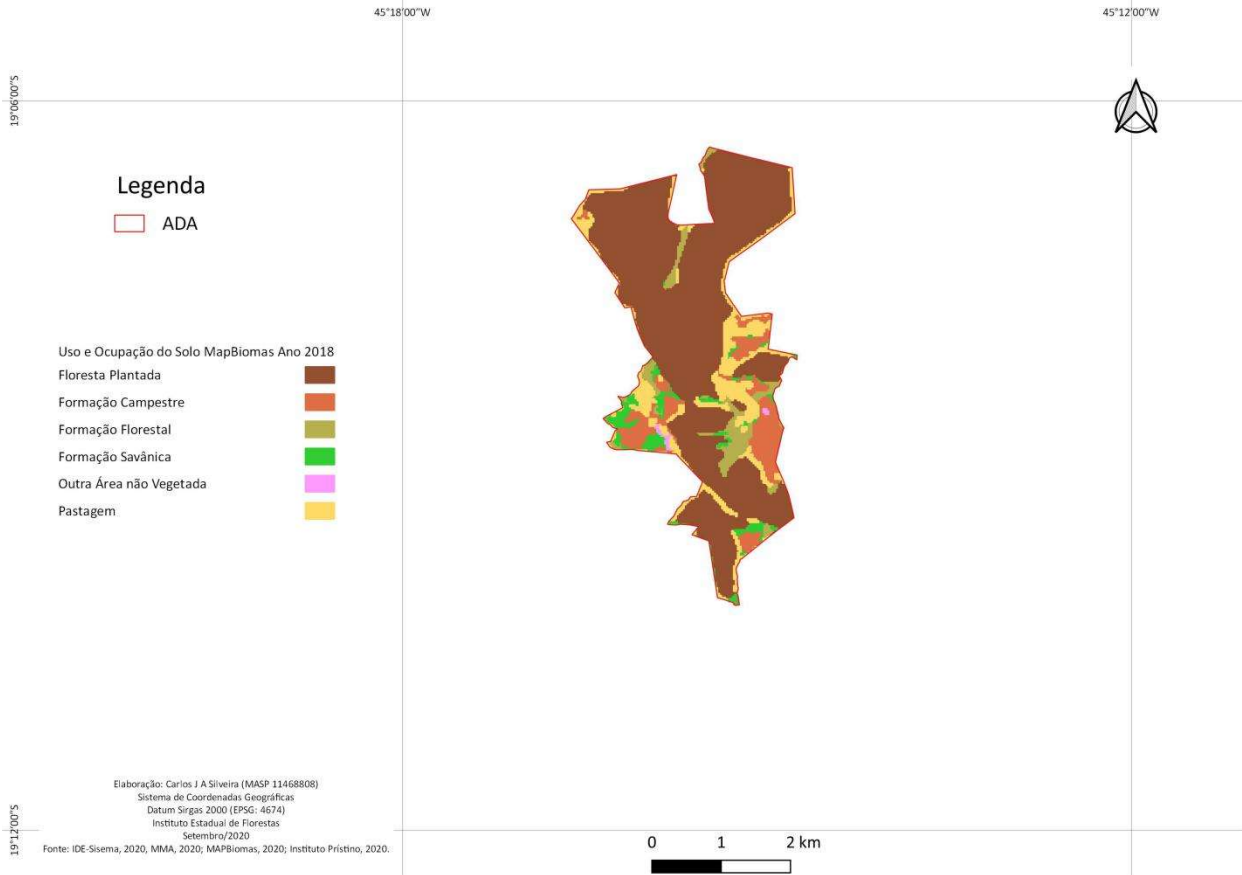 45°18'00"W
45°12'00"W
19°06'00"S
Legenda
ADA
Uso e Ocupação do Solo MapBiomas Ano 2018
Floresta Plantada
Formação Campestre
Formação Florestal
Formação Savânica
Outra Área não Vegetada
Pastagem
Elaboração: Carlos J A Silveira (MASP 11468808)
Sistema de Coordenadas Geográficas
Datum Sirgas 2000 (EPSG: 4674)
Instituto Estadual de Florestas
Setembro/2020
Fonte: IDE-Sisema, 2020, MMA, 2020; MAPBiomas, 2020; Instituto Prístino, 2020.
19°12'00"S
0 1 2 km